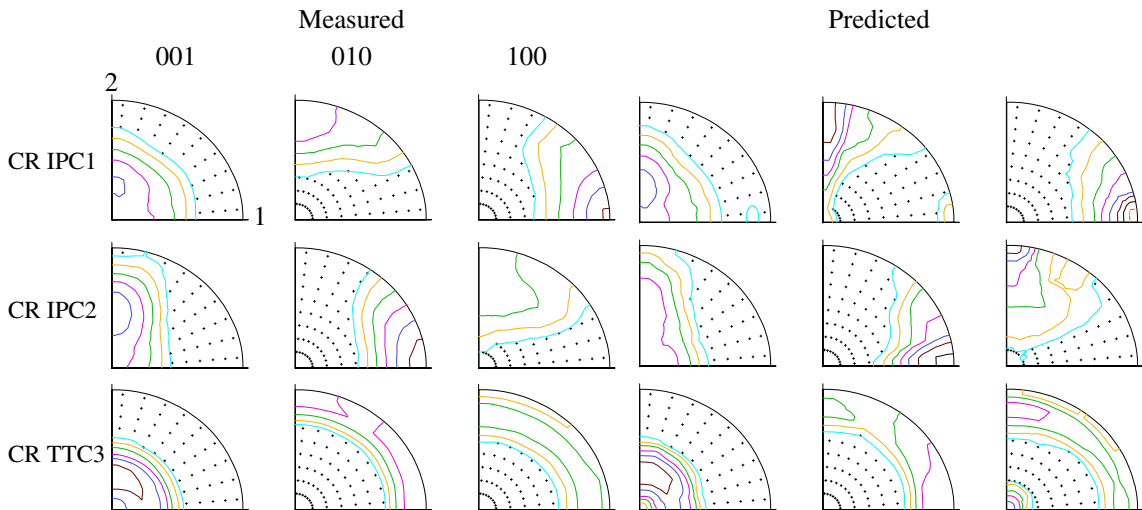 Measured Predicted
001 010 100
2
CR IPC1
1
CR IPC2
CR TTC3